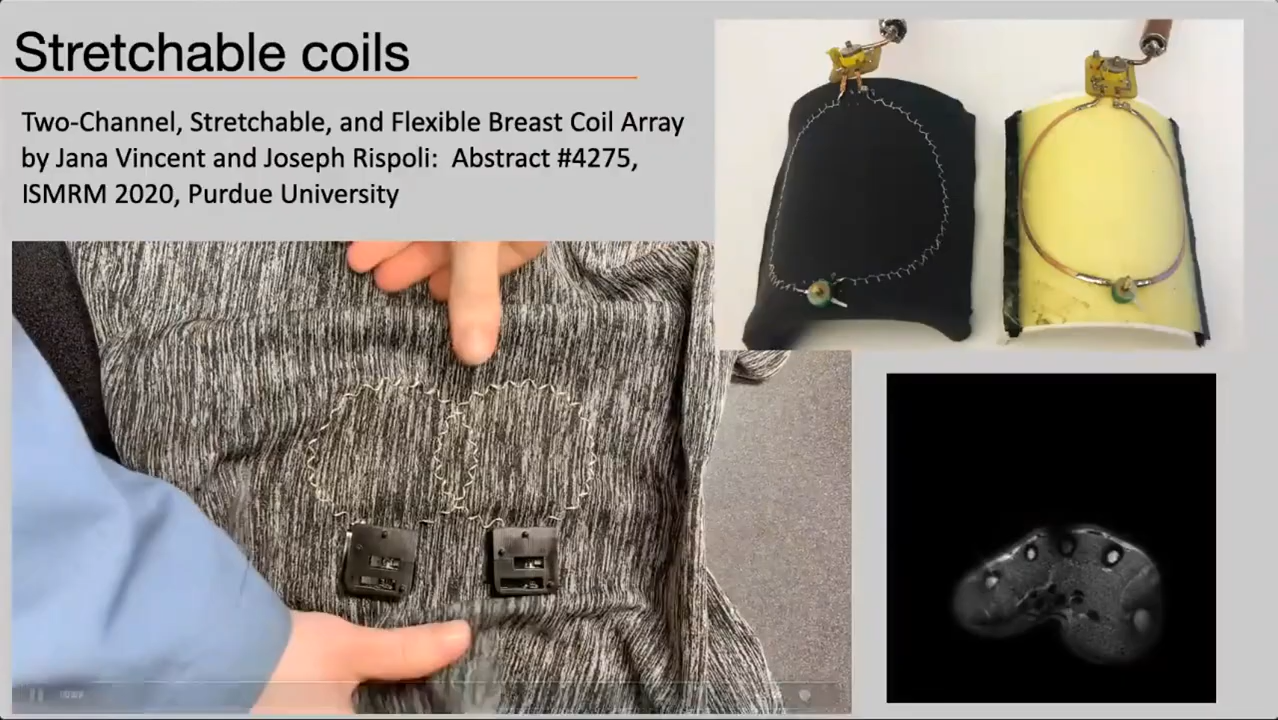 Stretchable coils
Two-Channel, Stretchable, and Flexible Breast Coil Array
by Jana Vincent and Joseph Rispoli:  Abstract #4275,
ISMRM 2020, Purdue University